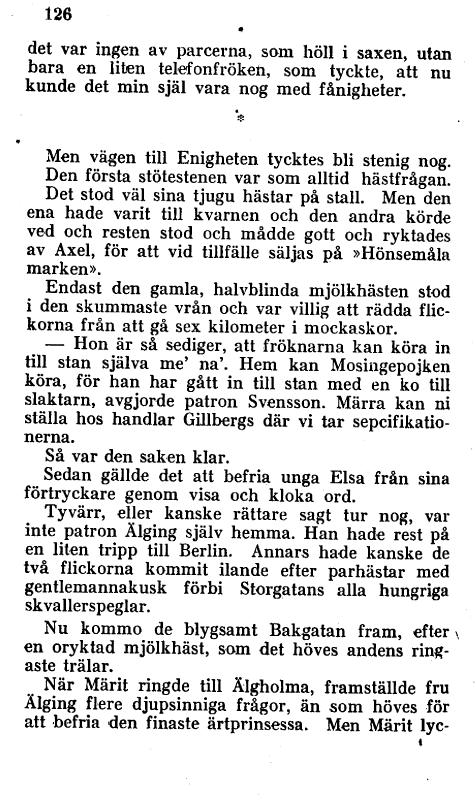 126
det var ingen av parcerna, som höll i saxen, utan
bara en liten telefonfröken, som tyckte, att nu
kunde det min själ vara nog med fånigheter.
*
Men vägen till Enigheten tycktes bli stenig nog.
Den första stötestenen var som alltid hästfrågan.
Det stod väl sina tjugu hästar på stall. Men den
ena hade varit till kvarnen och den andra körde
ved och resten stod och mådde gott och ryktades
av Axel, för att vid tillfälle säljas på »Hönsemåla
marken».
Endast den gamla, halvblinda mjölkhästen stod
i den skummaste vrån och var villig att rädda flic-
korna från att gå sex kilometer i mockaskor.
— Hon är så sediger, att fröknarna kan köra in
till stan själva me' na'. Hem kan Mosingepojken
köra, för han har gått in till stan med en ko till
slaktarn, avgjorde patron Svensson. Märra kan ni
ställa hos handlar Gillbergs där vi tar sepcifikatio-
nerna.
Så var den saken klar.
Sedan gällde det att befria unga Elsa från sina
förtryckare genom visa och kloka ord.
Tyvärr, eller kanske rättare sagt tur nog, var
inte patron Älging själv hemma. Han hade rest på
en liten tripp till Berlin. Annars hade kanske de
två flickorna kommit ilande efter parhästar med
gentlemannakusk förbi Storgatans alla hungriga
skvallerspeglar.
Nu kommo de blygsamt Bakgatan fram, efter
en oryktad mjölkhäst, som det höves andens ring-
aste trälar.
När Märit ringde till Älgholma, framställde fru
Älging flere djupsinniga frågor, än som höves för
att befria den finaste ärtprinsessa. Men Märit lyc-